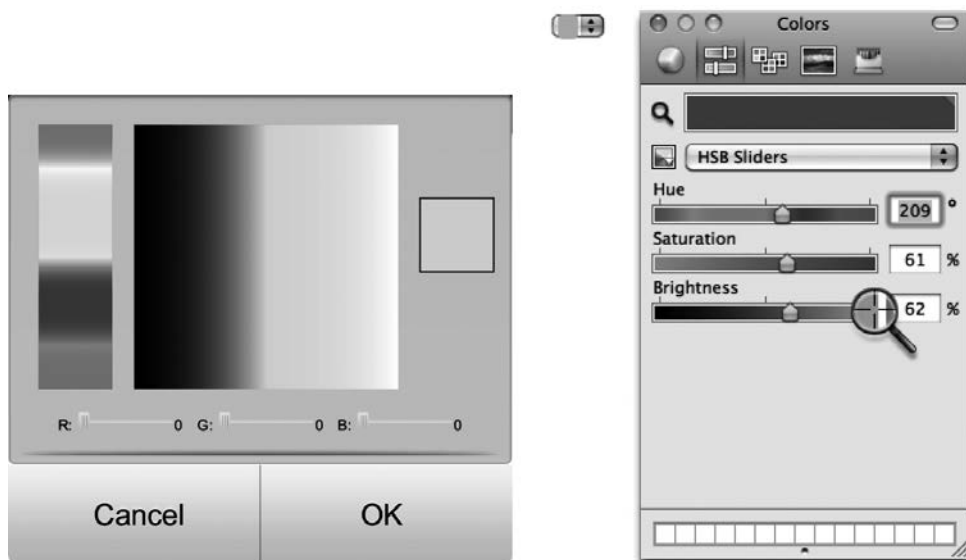 Colors
HSB Sliders
Hue
209 °
Saturation
61 %
Brightness
62 %
R: 0 G: 0 B: 0
Cancel OK